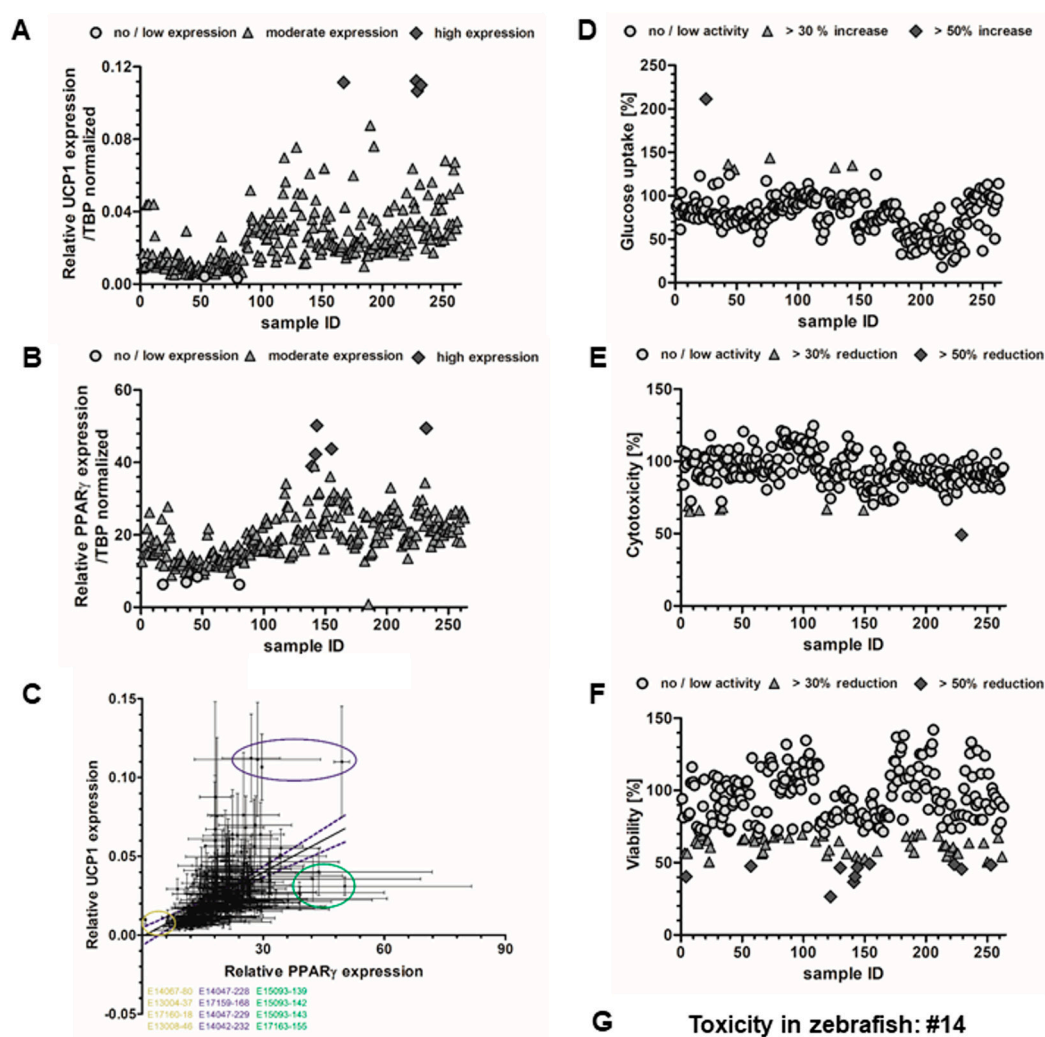 A
no / low expression moderate expression high expression
Relative UCP1 expression
/TBP normalized
0.12
0.08
0.04
0.00
0 50 100 150 200 250
sample ID
B
no / low expression moderate expression high expression
Relative PPARγ expression
/TBP normalized
60
40
20
0
0 50 100 150 200 250
sample ID
C
Relative UCP1 expression
0.15
0.10
0.05
0.00
-0.05
30 60 90
Relative PPARγ expression
E14067-80 E14047-228 E15093-139
E13004-37 E17159-168 E15093-142
E17160-18 E14047-229 E15093-143
E13008-46 E14042-232 E17163-155
D
no / low activity > 30 % increase > 50% increase
Glucose uptake [%]
250
200
150
100
50
0
0 50 100 150 200 250
sample ID
E
no / low activity > 30% reduction > 50% reduction
Cytotoxicity [%]
150
100
50
0
0 50 100 150 200 250
sample ID
F
no / low activity > 30% reduction > 50% reduction
Viability [%]
150
100
50
0
0 50 100 150 200 250
sample ID
G Toxicity in zebrafish: #14